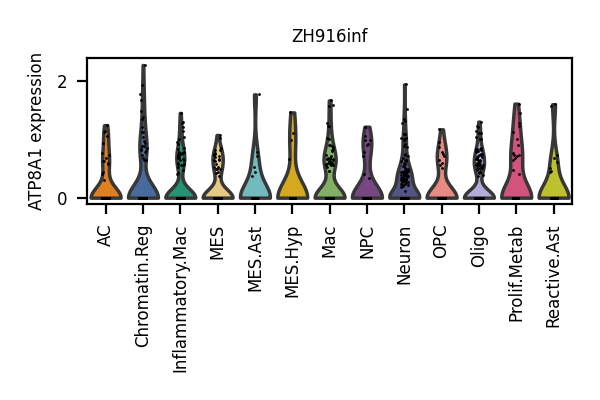 ZH916inf
ATP8A1 expression
2
0
AC
Chromatin.Reg
Inflammatory.Mac
MES
MES.Ast
MES.Hyp
Mac
NPC
Neuron
OPC
Oligo
Prolif.Metab
Reactive.Ast